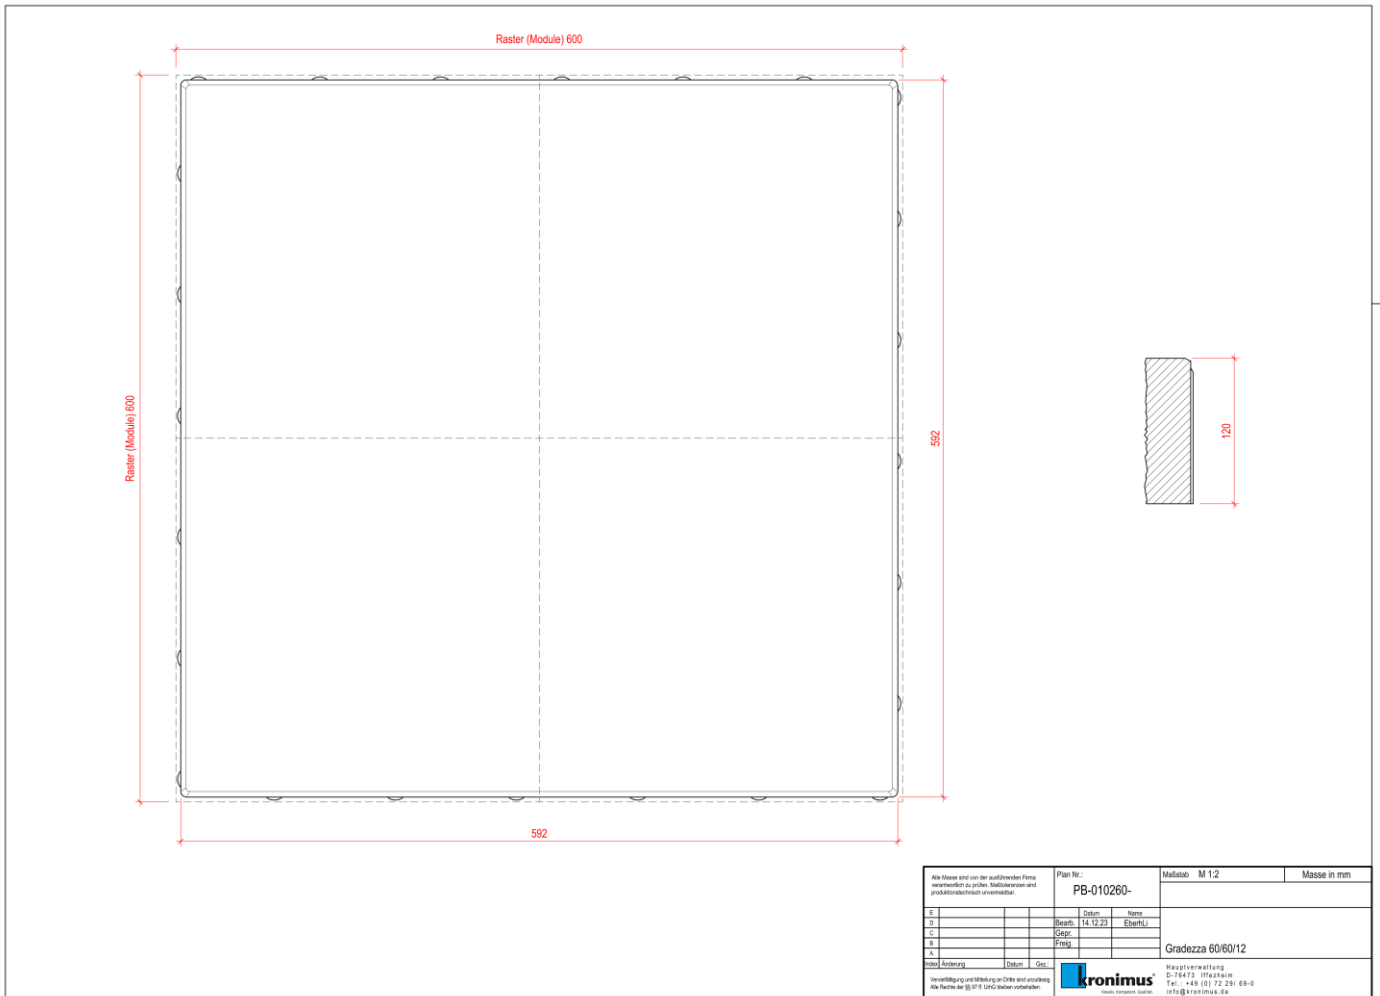 Raster (Module) 600
Raster (Module) 600
592
592
120
Alle Masse sind von der ausführenden Firma
verantwortlich zu prüfen. Maßtoleranzen sind
produktionstechnisch unvermeidbar.
Plan Nr.:
PB-010260-
Maßstab M 1:2
Masse in mm
E
D
C
B
A
Index Änderung Datum Gez.:
Datum Name
Bearb. 14.12.23 EberhLi
Gepr.
Freig.
Gradezza 60/60/12
Vervielfältigung und Mitteilung an Dritte sind unzulässig.
Alle Rechte der §§ 97 ff. UrhG bleiben vorbehalten.
kronimus
Kreativ. Kompetent. Qualität.
Hauptverwaltung
D-76473 Iffezheim
Tel.: +49 (0) 72 29/ 69-0
info@kronimus.de